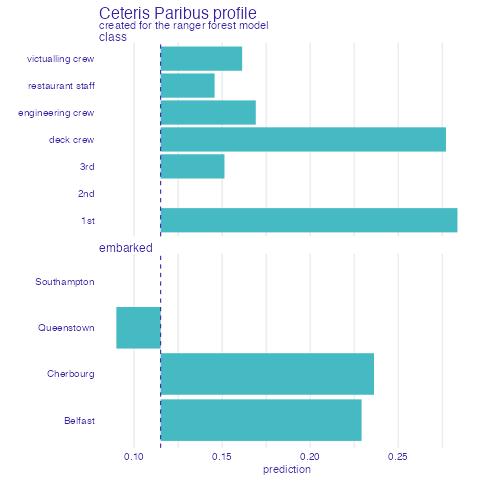 Ceteris Paribus profile
created for the ranger forest model
class
victualling crew
restaurant staff
engineering crew
deck crew
3rd
2nd
1st
embarked
Southampton
Queenstown
Cherbourg
Belfast
0.10 0.15 0.20 0.25
prediction